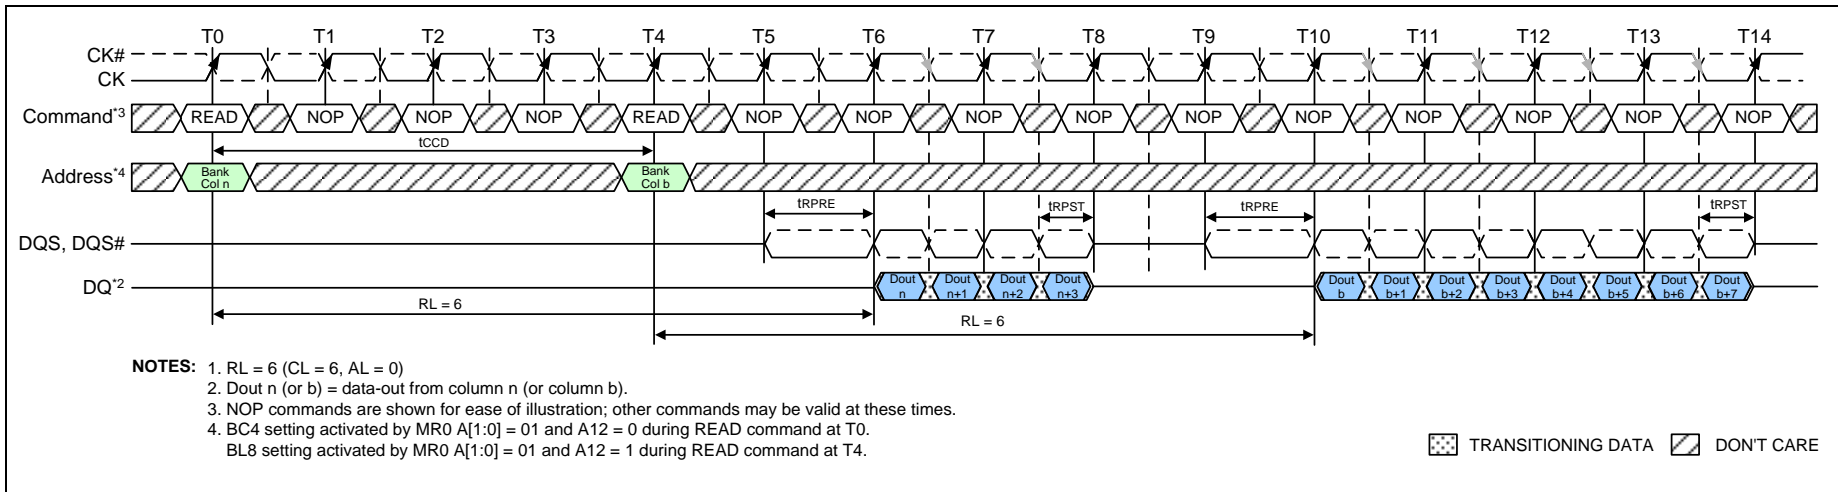 T0 T1 T2 T3 T4 T5 T6 T7 T8 T9 T10 T11 T12 T13 T14
CK#
CK
Command*3 READ NOP NOP NOP READ NOP NOP NOP NOP NOP NOP NOP NOP NOP NOP
tCCD
Address*4 Bank Col n Bank Col b
tRPRE tRPST tRPRE tRPST
DQS, DQS#
DQ*2 Dout n Dout n+1 Dout n+2 Dout n+3 Dout b Dout b+1 Dout b+2 Dout b+3 Dout b+4 Dout b+5 Dout b+6 Dout b+7
RL = 6
RL = 6
NOTES: 1. RL = 6 (CL = 6, AL = 0)
2. Dout n (or b) = data-out from column n (or column b).
3. NOP commands are shown for ease of illustration; other commands may be valid at these times.
4. BC4 setting activated by MR0 A[1:0] = 01 and A12 = 0 during READ command at T0.
BL8 setting activated by MR0 A[1:0] = 01 and A12 = 1 during READ command at T4.
TRANSITIONING DATA DON'T CARE